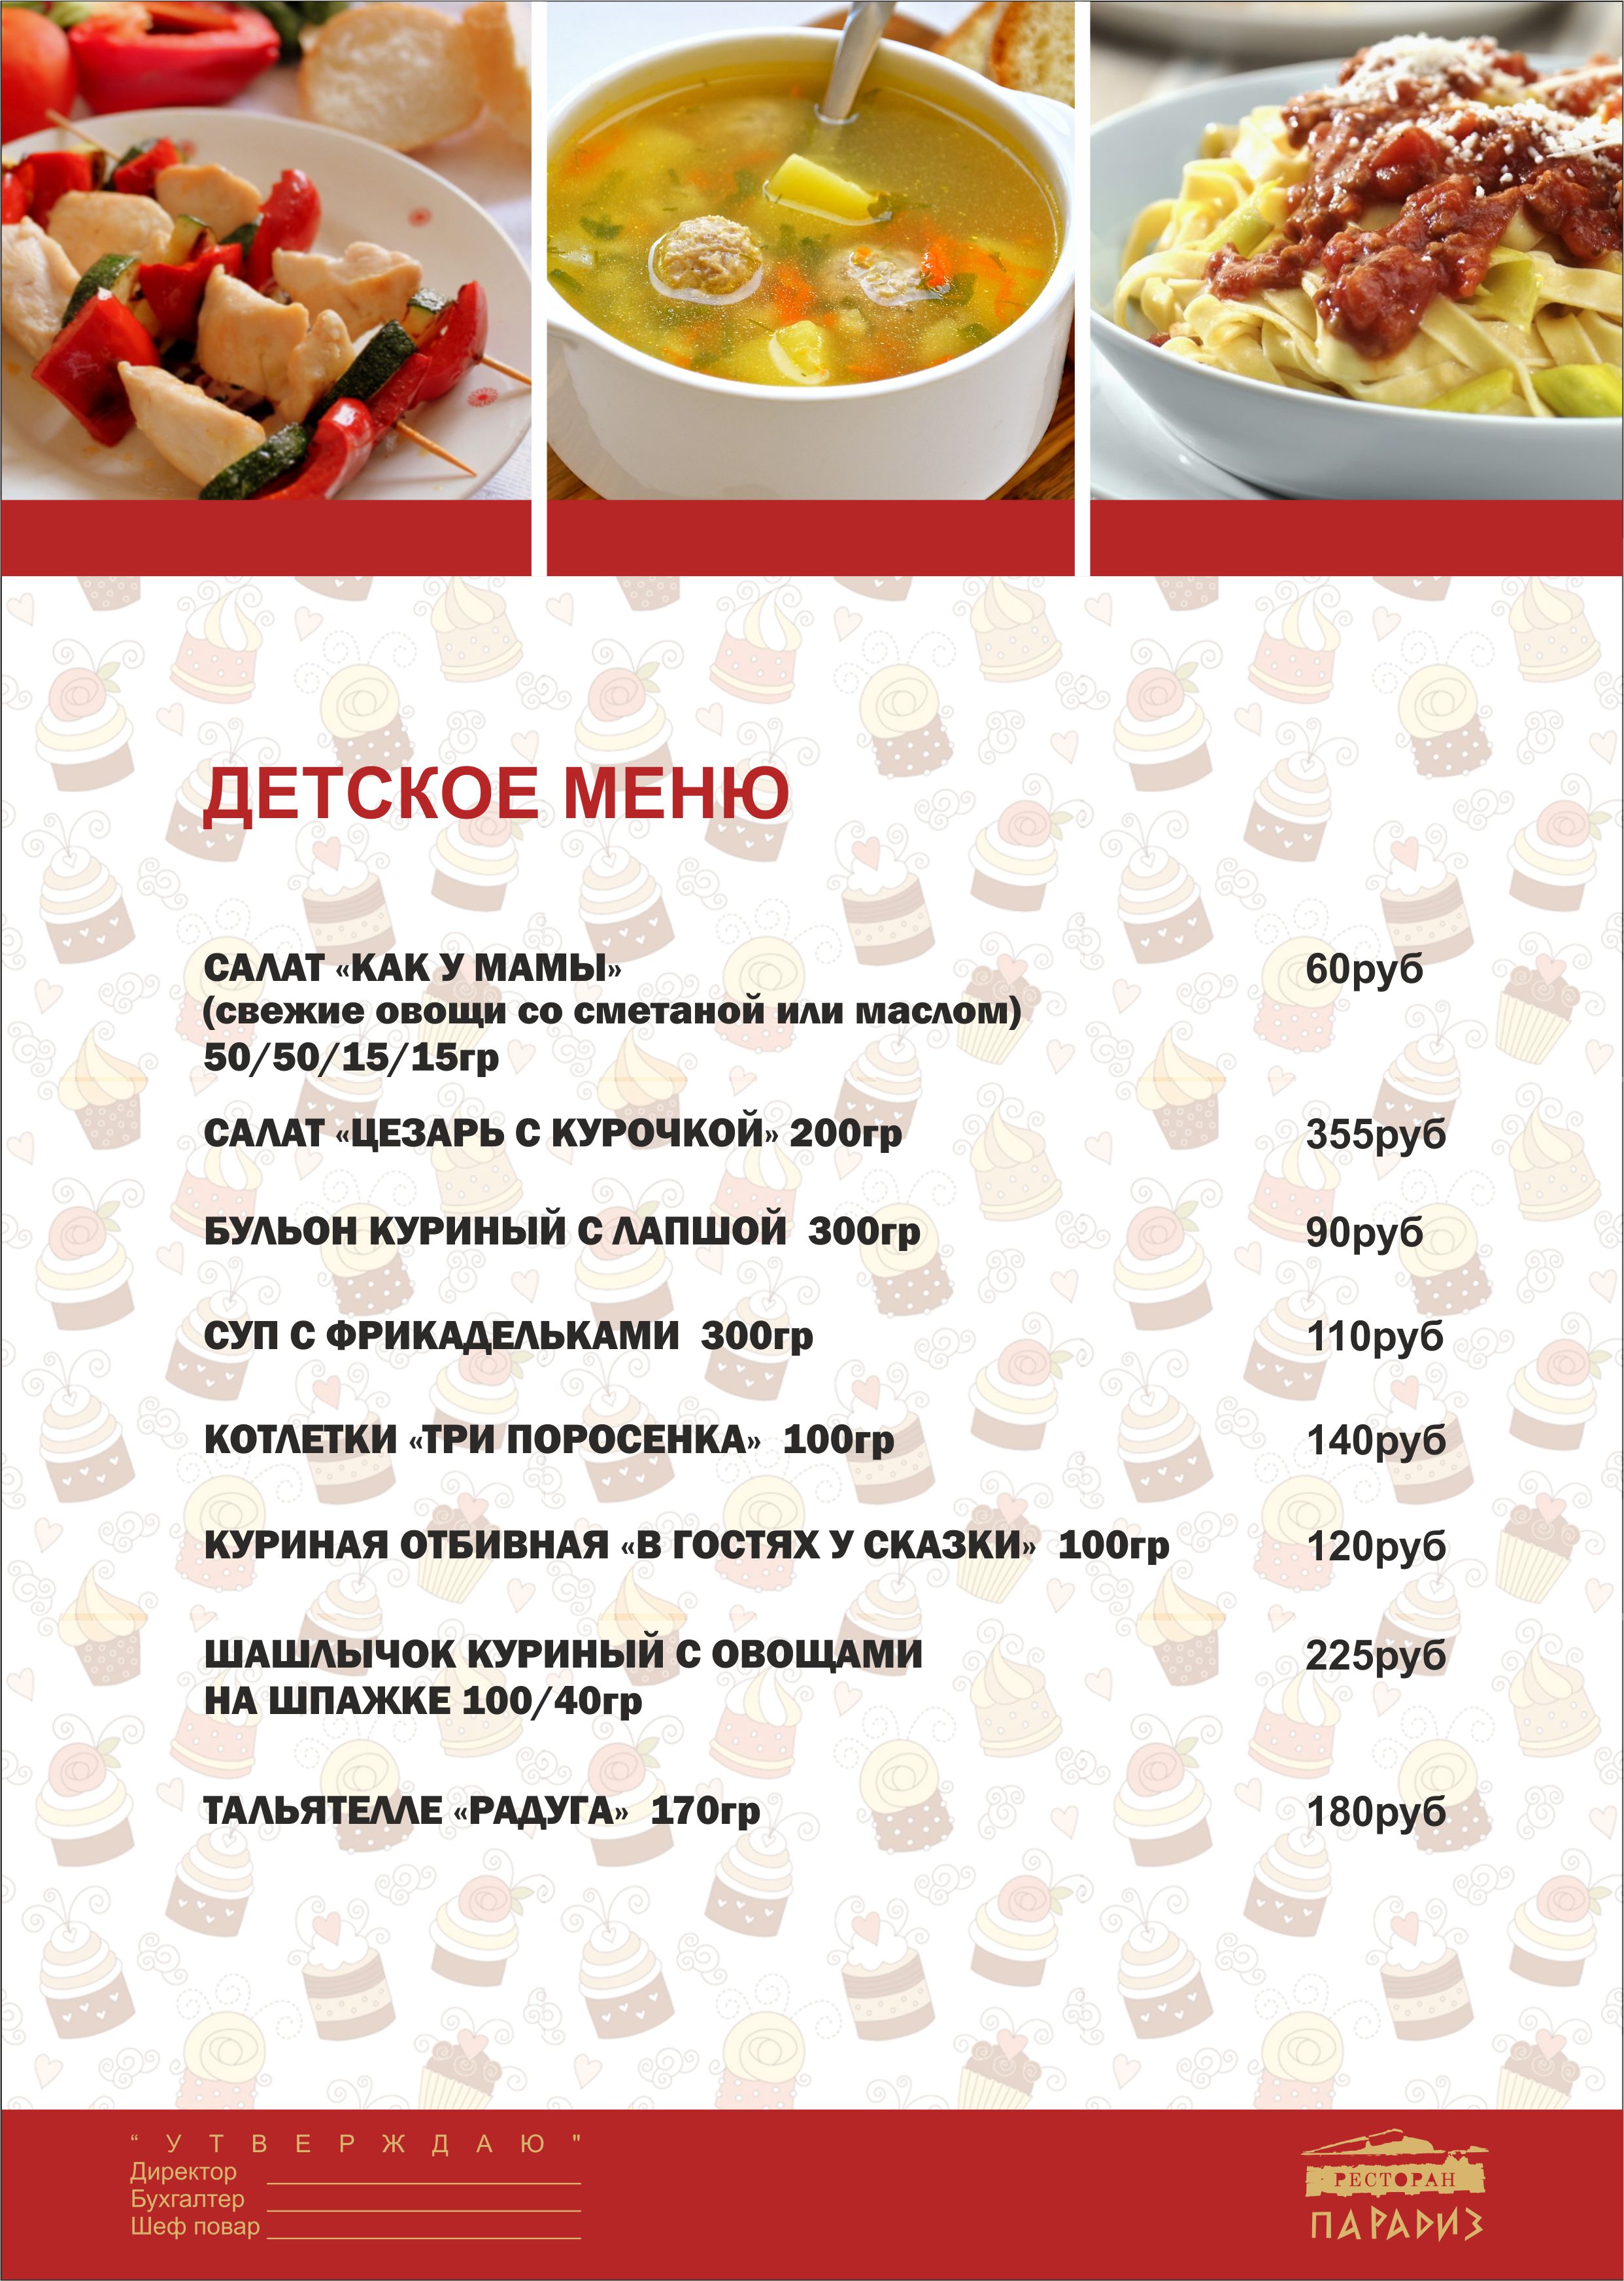 ДЕТСКОЕ МЕНЮ
САЛАТ «КАК У МАМЫ» 60руб
(свежие овощи со сметаной или маслом)
50/50/15/15гр
САЛАТ «ЦЕЗАРЬ С КУРОЧКОЙ» 200гр 355руб
БУЛЬОН КУРИНЫЙ С ЛАПШОЙ 300гр 90руб
СУП С ФРИКАДЕЛЬКАМИ 300гр 110руб
КОТЛЕТКИ «ТРИ ПОРОСЕНКА» 100гр 140руб
КУРИНАЯ ОТБИВНАЯ «В ГОСТЯХ У СКАЗКИ» 100гр 120руб
ШАШЛЫЧОК КУРИНЫЙ С ОВОЩАМИ 225руб
НА ШПАЖКЕ 100/40гр
ТАЛЬЯТЕЛЛЕ «РАДУГА» 170гр 180руб
“ У Т В Е Р Ж Д А Ю "
Директор
Бухгалтер
Шеф повар
РЕСТОРАН
ПАРАДИЗ